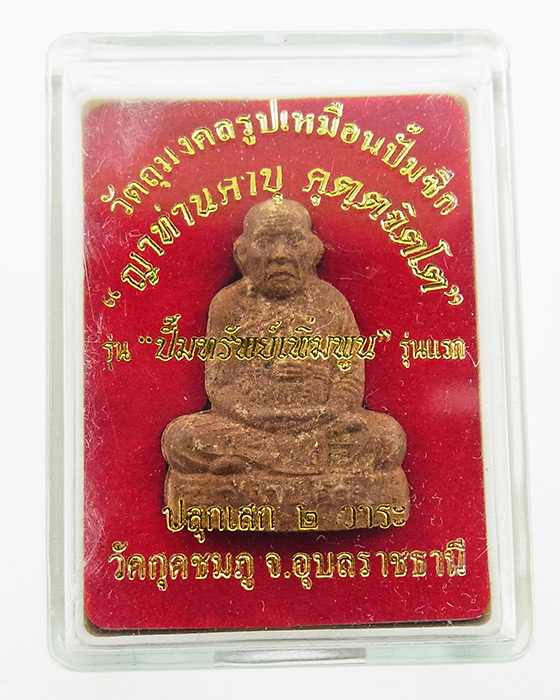 วัตถุมงคลรูปเหมือนปั๊มซีก
“ญาท่านคาบุ คุตฺตจิตฺโต”
รุ่น “ปั๊มทรัพย์เพิ่มพูน” รุ่นแรก
ปลุกเสก ๒ วาระ
วัดกุดชมภู จ.อุบลราชธานี